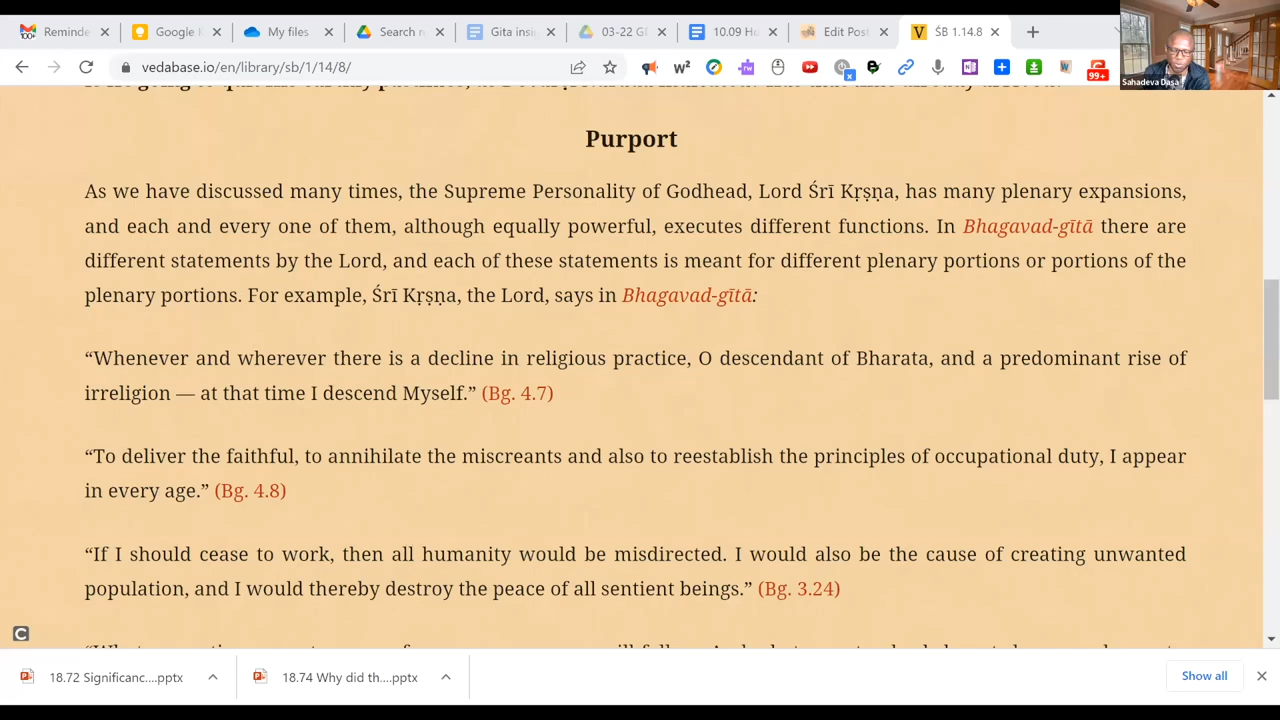 Reminde
Google
My files
Search r
Gita insi
03-22 GI
10.09 Ho
Edit Post
ŚB 1.14.8
vedabase.io/en/library/sb/1/14/8/
99+
Sahadeva Dasa
Purport
As we have discussed many times, the Supreme Personality of Godhead, Lord Śrī Kṛṣṇa, has many plenary expansions,
and each and every one of them, although equally powerful, executes different functions. In Bhagavad-gītā there are
different statements by the Lord, and each of these statements is meant for different plenary portions or portions of the
plenary portions. For example, Śrī Kṛṣṇa, the Lord, says in Bhagavad-gītā:
“Whenever and wherever there is a decline in religious practice, O descendant of Bharata, and a predominant rise of
irreligion — at that time I descend Myself.” (Bg. 4.7)
“To deliver the faithful, to annihilate the miscreants and also to reestablish the principles of occupational duty, I appear
in every age.” (Bg. 4.8)
“If I should cease to work, then all humanity would be misdirected. I would also be the cause of creating unwanted
population, and I would thereby destroy the peace of all sentient beings.” (Bg. 3.24)
18.72 Significanc....pptx
18.74 Why did th....pptx
Show all